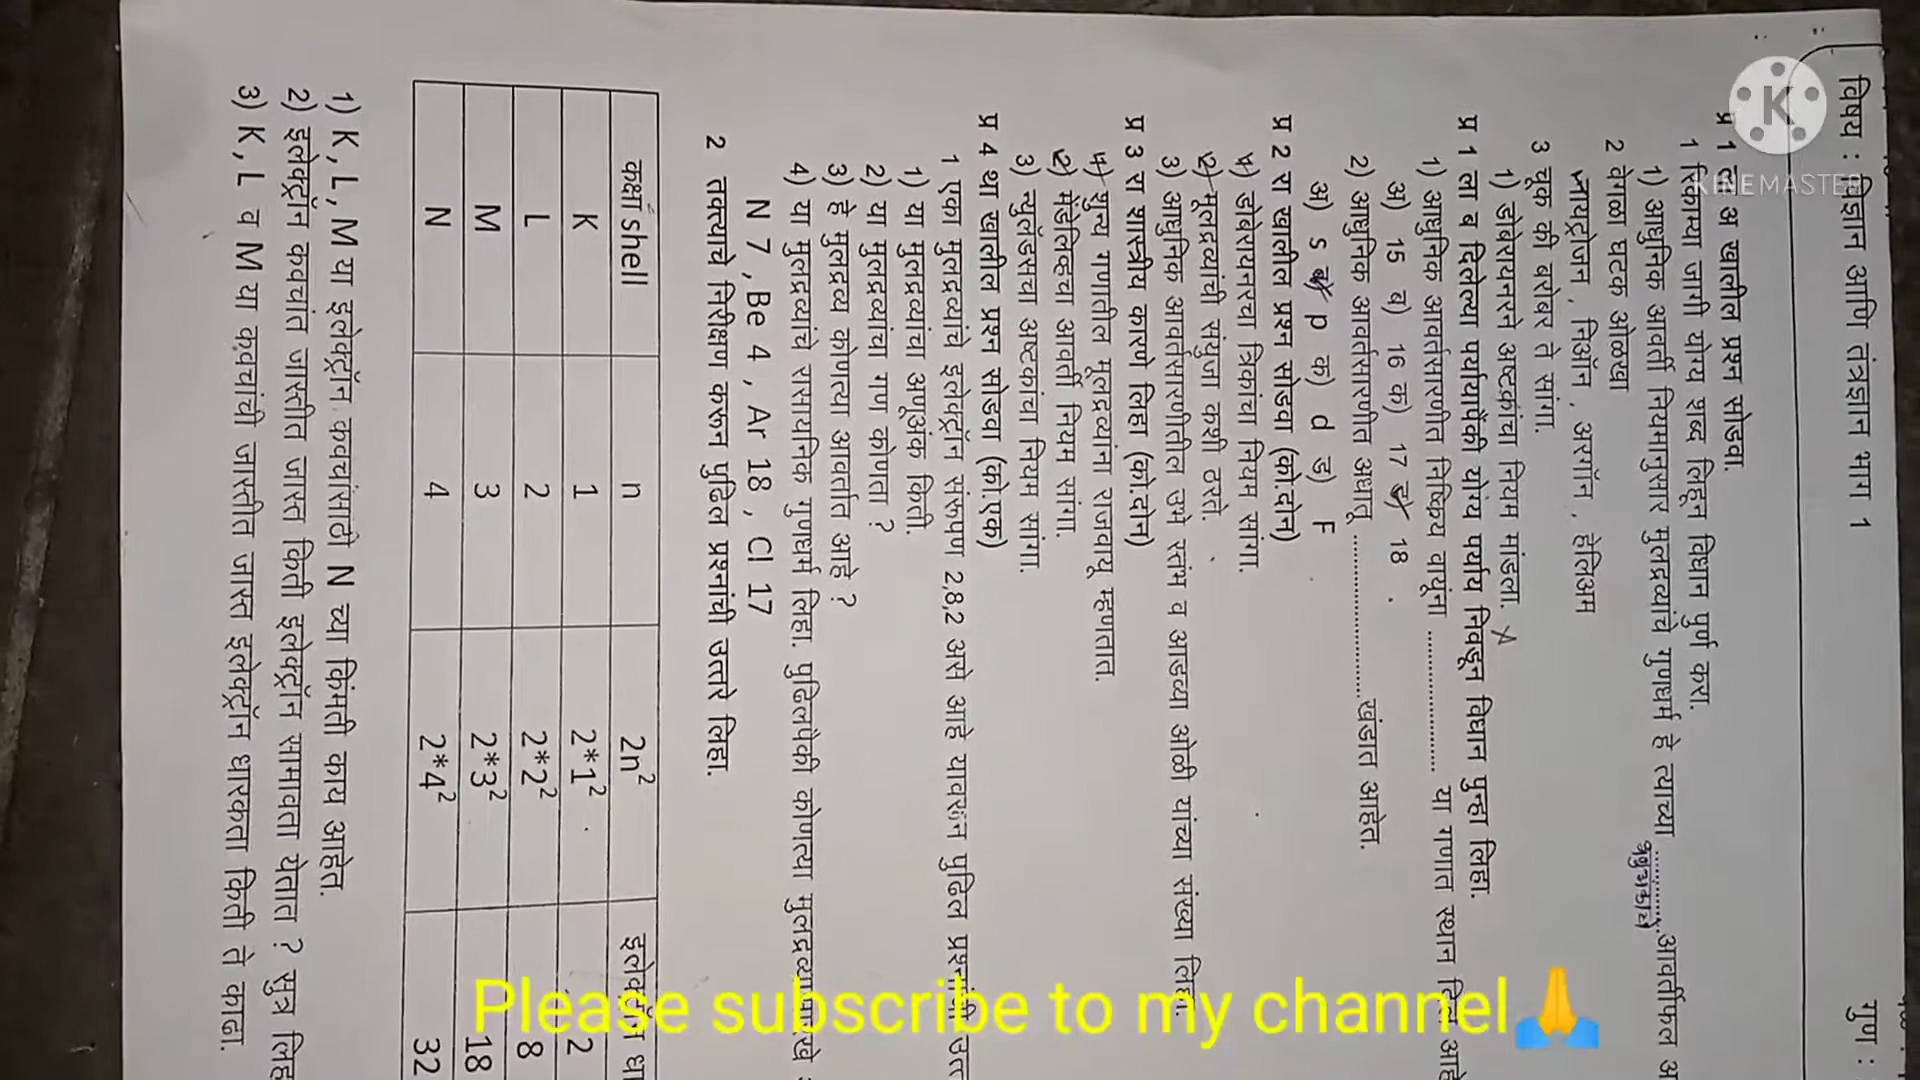 विषय : विज्ञान आणि तंत्रज्ञान भाग 1
गुण :
प्र 1 ला अ खालील प्रश्न सोडवा.
1 रिकाम्या जागी योग्य शब्द लिहून विधान पुर्ण करा.
1) आधुनिक आवर्ती नियमानुसार मुलद्रव्यांचे गुणधर्म हे त्याच्या ............. आवर्तीफल
अणुअंकाचे
2 वेगळा घटक ओळखा
नायट्रोजन , निऑन , अरगॉन , हेलिअम
3 चुक की बरोबर ते सांगा.
1) डोबेरायनरने अष्टकांचा नियम मांडला.
प्र 1 ला ब दिलेल्या पर्यायापैकी योग्य पर्याय निवडून विधान पुन्हा लिहा.
1) आधुनिक आवर्तसारणीत निष्क्रिय वायूंना .................... या गणात स्थान दिले आहे
अ) 15 ब) 16 क) 17 ड) 18
2) आधुनिक आवर्तसारणीत अधातू ........................ खंडात आहेत.
अ) s ब) p क) d ड) F
प्र 2 रा खालील प्रश्न सोडवा (को.दोन)
1) डोबेरायनरच्या त्रिकांचा नियम सांगा.
2) मुलद्रव्यांची संयुजा कशी ठरते.
3) आधुनिक आवर्तसारणीतील उभे स्तंभ व आडव्या ओळी यांच्या संख्या लिहा.
प्र 3 रा शास्त्रीय कारणे लिहा (को.दोन)
1) शुन्य गणातील मूलद्रव्यांना राजवायू म्हणतात.
2) मेंडेलिव्हचा आवर्ती नियम सांगा.
3) न्युलँडसचा अष्टकांचा नियम सांगा.
प्र 4 था खालील प्रश्न सोडवा (को.एक)
1 एका मुलद्रव्यांचे इलेक्ट्रॉन संरुपण 2,8,2 असे आहे यावरुन पुढिल प्रश्नांची
1) या मुलद्रव्यांचा अणुअंक किती.
2) या मुलद्रव्यांचा गण कोणता ?
3) हे मुलद्रव्य कोणत्या आवर्तात आहे ?
4) या मुलद्रव्यांचे रासायनिक गुणधर्म लिहा. पुढिलपैकी कोणत्या मुलद्रव्याप्रमाणे
N 7 , Be 4 , Ar 18 , Cl 17
2 तक्त्याचे निरीक्षण करून पुढिल प्रश्नांची उत्तरे लिहा.
कक्षा shell n 2n² इलेक्ट्रॉन
K 1 2*1² 2
L 2 2*2² 8
M 3 2*3² 18
N 4 2*4² 32
1) K, L, M या इलेक्ट्रॉन कवचांसाठी N च्या किंमती काय आहेत.
2) इलेक्ट्रॉन कवचांत जास्तीत जास्त किती इलेक्ट्रॉन सामावता येतात ? सुत्र
3) K, L व M या कवचांची जास्तीत जास्त इलेक्ट्रॉन धारकता किती ते काढा.
K
KINEMASTER
Please subscribe to my channel🙏